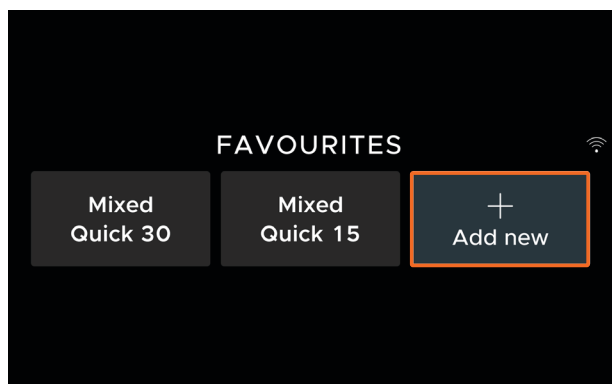 FAVOURITES
Mixed
Quick 30
Mixed
Quick 15
+
Add new